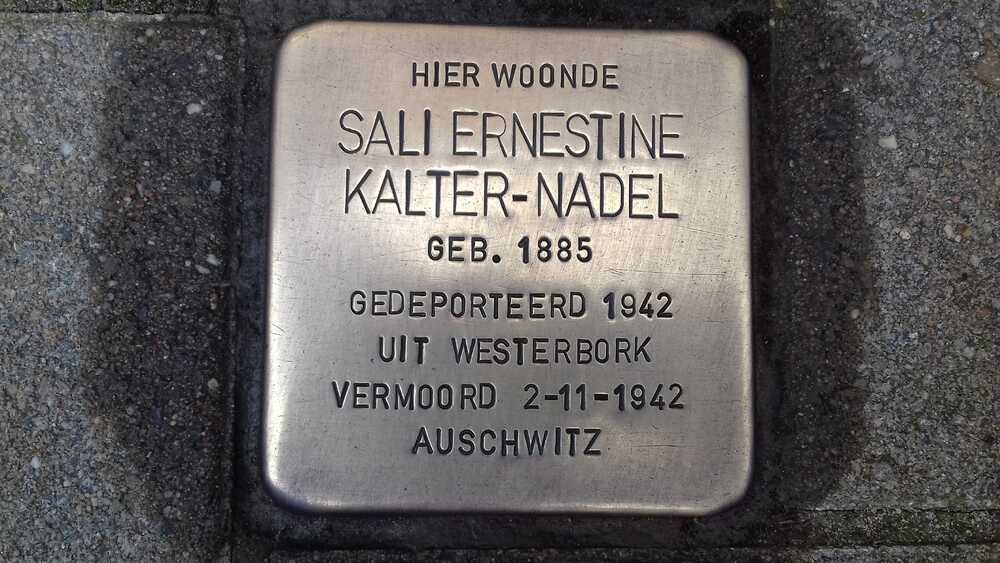 HIER WOONDE
SALI ERNESTINE
KALTER-NADEL
GEB. 1885
GEDEPORTEERD 1942
UIT WESTERBORK
VERMOORD 2-11-1942
AUSCHWITZ